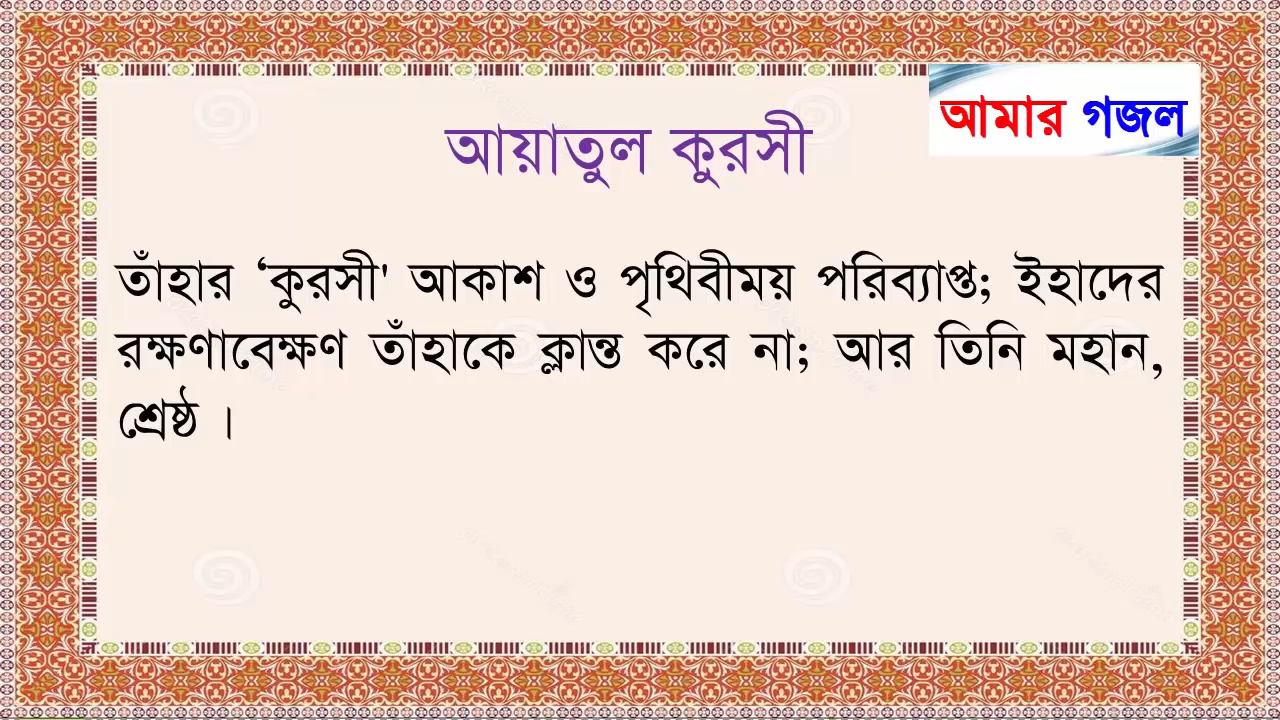 আমার গজল
আয়াতুল কুরসী
তাঁহার ‘কুরসী' আকাশ ও পৃথিবীময় পরিব্যাপ্ত; ইহাদের
রক্ষণাবেক্ষণ তাঁহাকে ক্লান্ত করে না; আর তিনি মহান,
শ্রেষ্ঠ ।